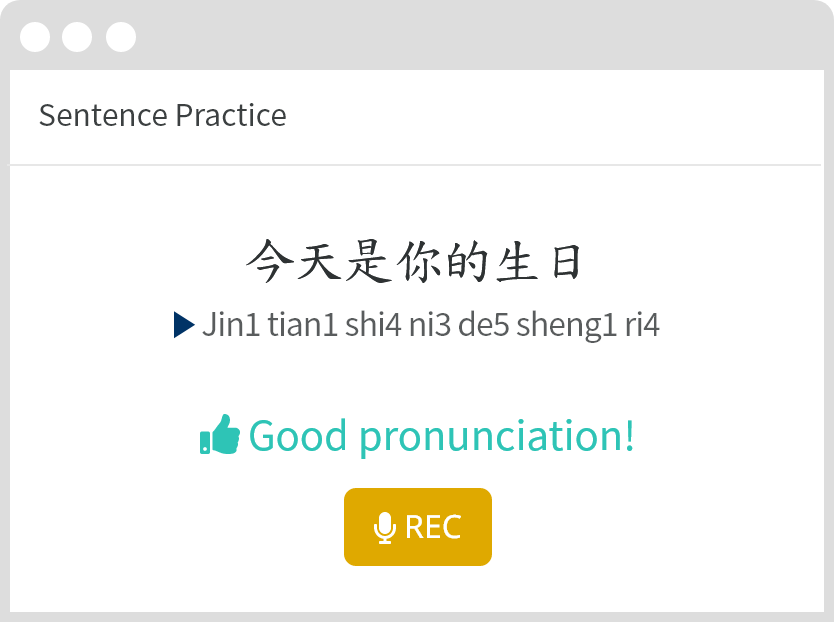 Sentence Practice
今天是你的生日
Jin1 tian1 shi4 ni3 de5 sheng1 ri4
Good pronunciation!
REC